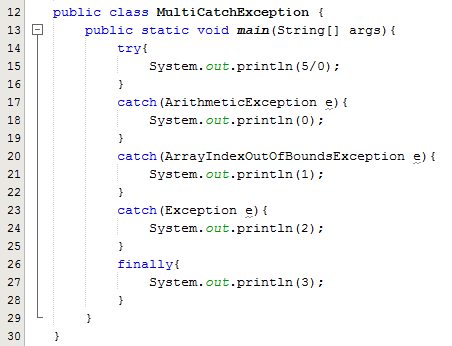 12 public class MultiCatchException {
13 public static void main(String[] args){
14 try{
15 System.out.println(5/0);
16 }
17 catch(ArithmeticException e){
18 System.out.println(0);
19 }
20 catch(ArrayIndexOutOfBoundsException e){
21 System.out.println(1);
22 }
23 catch(Exception e){
24 System.out.println(2);
25 }
26 finally{
27 System.out.println(3);
28 }
29 }
30 }